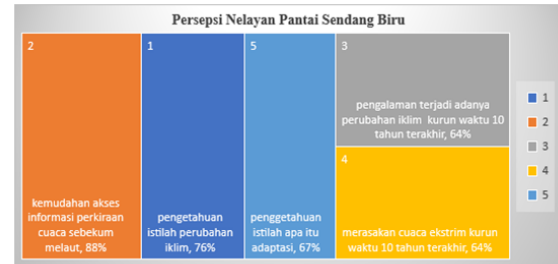 Persepsi Nelayan Pantai Sendang Biru
2
kemudahan akses
informasi perkiraan
cuaca sebekum
melaut, 88%
1
pengetahuan
istilah perubahan
iklim, 76%
5
penggetahuan
istilah apa itu
adaptasi, 67%
3
pengalaman terjadi adanya
perubahan iklim kurun waktu 10
tahun terakhir, 64%
4
merasakan cuaca ekstrim kurun
waktu 10 tahun terakhir, 64%
1
2
3
4
5